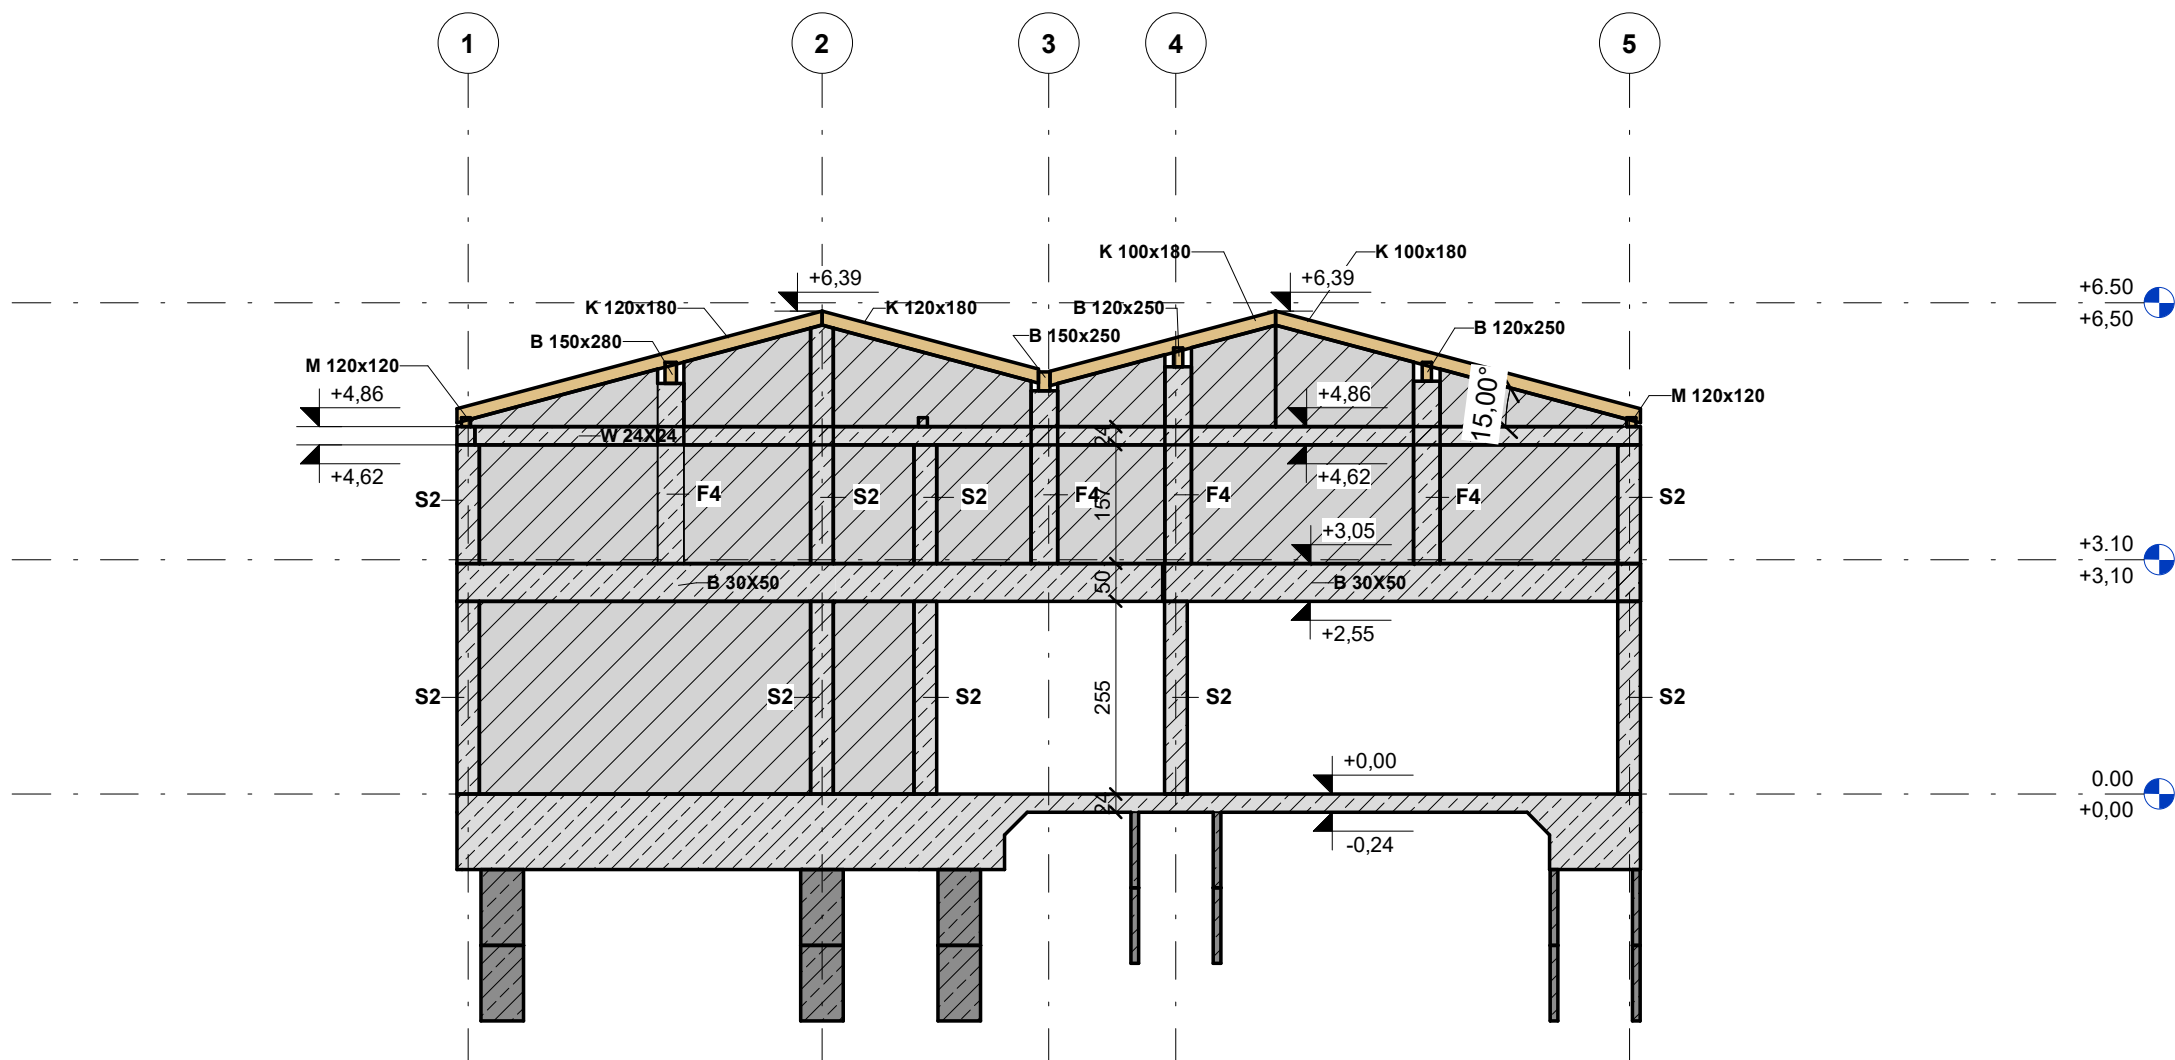 1 2 3 4 5
K 100x180 K 100x180
+6,39 +6,39
+6.50
+6,50
K 120x180 K 120x180 B 120x250
B 150x280 B 150x250 B 120x250
M 120x120 M 120x120
+4,86 +4,86
15,00°
W 24X24 24
+4,62 +4,62
S2 F4 S2 S2 F4 157 F4 F4 S2
+3,05
+3.10
+3,10
B 30X50 50 B 30X50
+2,55
S2 S2 S2 255 S2 S2
+0,00
0.00
+0,00
24
-0,24